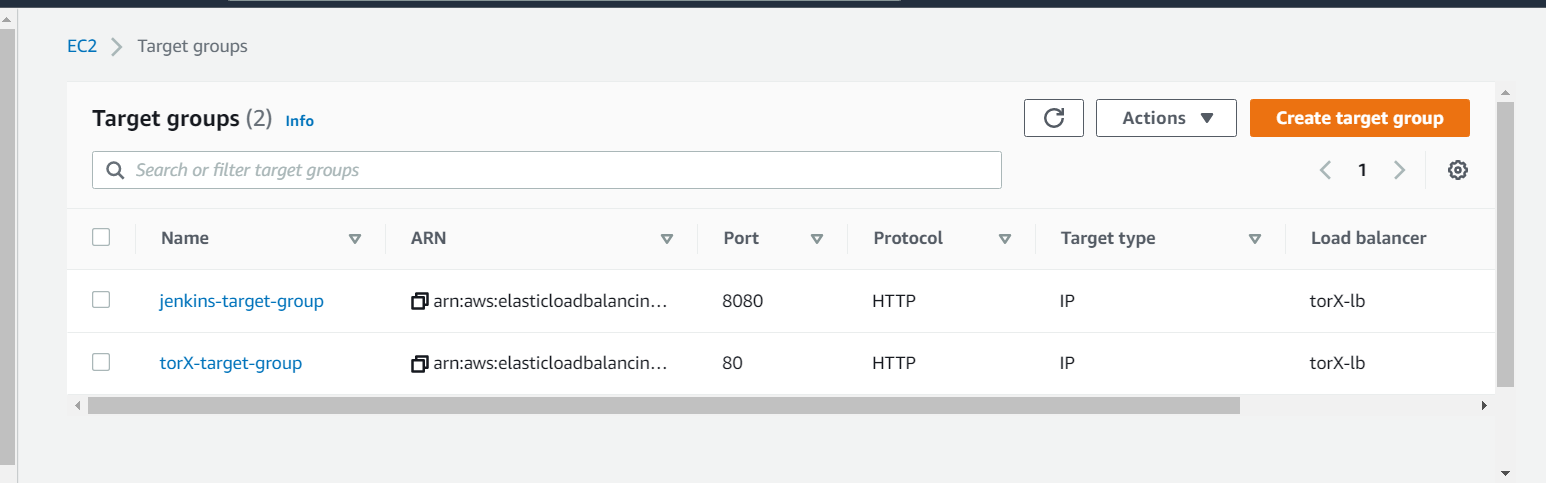 EC2 Target groups
Target groups (2) Info
Actions
Create target group
Search or filter target groups
1
Name ARN Port Protocol Target type Load balancer
jenkins-target-group arn:aws:elasticloadbalancin... 8080 HTTP IP torX-lb
torX-target-group arn:aws:elasticloadbalancin... 80 HTTP IP torX-lb